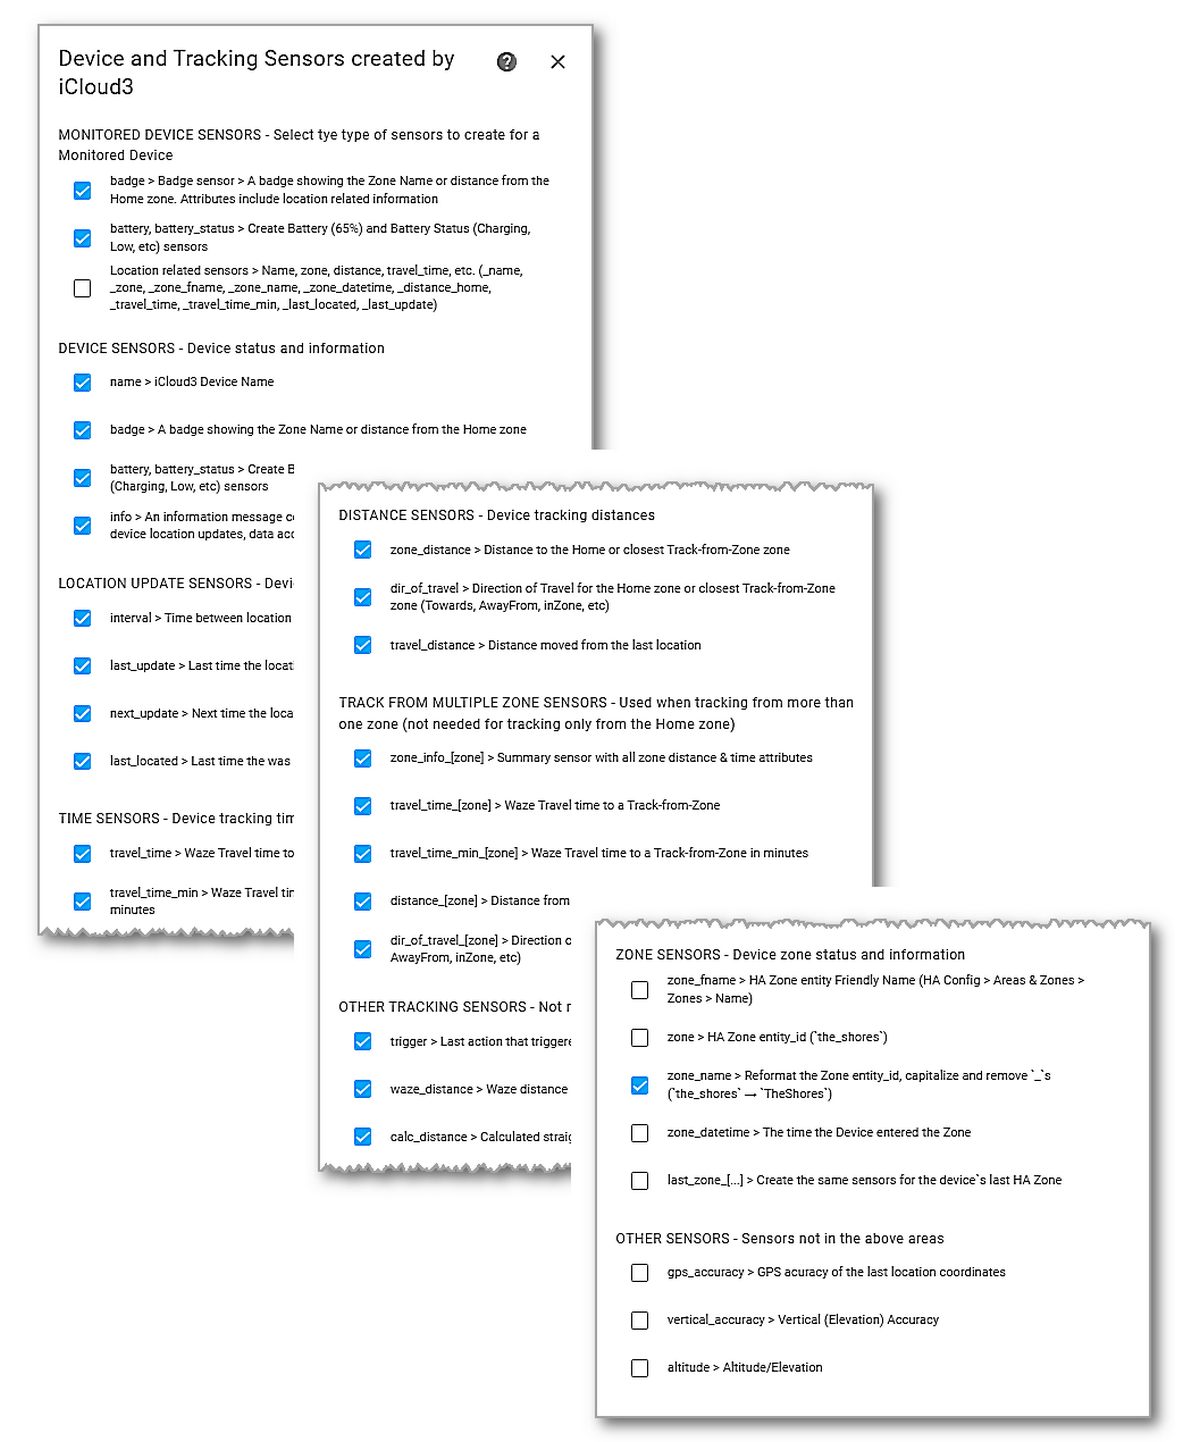 Device and Tracking Sensors created by
iCloud3
MONITORED DEVICE SENSORS - Select tye type of sensors to create for a
Monitored Device
badge > Badge sensor > A badge showing the Zone Name or distance from the
Home zone. Attributes include location related information
battery, battery_status > Create Battery (65%) and Battery Status (Charging,
Low, etc) sensors
Location related sensors > Name, zone, distance, travel_time, etc. (_name,
_zone, _zone_fname, _zone_name, _zone_datetime, _distance_home,
_travel_time, _travel_time_min, _last_located, _last_update)
DEVICE SENSORS - Device status and information
name > iCloud3 Device Name
badge > A badge showing the Zone Name or distance from the Home zone
battery, battery_status > Create B
(Charging, Low, etc) sensors
info > An information message
device location updates, data
LOCATION UPDATE SENSORS -
interval > Time between location
last_update > Last time the
next_update > Next time the
last_located > Last time the was
TIME SENSORS - Device tracking
travel_time > Waze Travel time to
travel_time_min > Waze Travel
minutes
DISTANCE SENSORS - Device tracking distances
zone_distance > Distance to the Home or closest Track-from-Zone zone
dir_of_travel > Direction of Travel for the Home zone or closest Track-from-Zone
zone (Towards, AwayFrom, inZone, etc)
travel_distance > Distance moved from the last location
TRACK FROM MULTIPLE ZONE SENSORS - Used when tracking from more than
one zone (not needed for tracking only from the Home zone)
zone_info_[zone] > Summary sensor with all zone distance & time attributes
travel_time_[zone] > Waze Travel time to a Track-from-Zone
travel_time_min_[zone] > Waze Travel time to a Track-from-Zone in minutes
distance_[zone] > Distance from
dir_of_travel_[zone] > Direction
AwayFrom, inZone, etc)
OTHER TRACKING SENSORS - Not
trigger > Last action that
waze_distance > Waze distance
calc_distance > Calculated
ZONE SENSORS - Device zone status and information
zone_fname > HA Zone entity Friendly Name (HA Config > Areas & Zones >
Zones > Name)
zone > HA Zone entity_id (`the_shores`)
zone_name > Reformat the Zone entity_id, capitalize and remove `_`s
(`the_shores` → `TheShores`)
zone_datetime > The time the Device entered the Zone
last_zone_[...] > Create the same sensors for the device`s last HA Zone
OTHER SENSORS - Sensors not in the above areas
gps_accuracy > GPS acuracy of the last location coordinates
vertical_accuracy > Vertical (Elevation) Accuracy
altitude > Altitude/Elevation